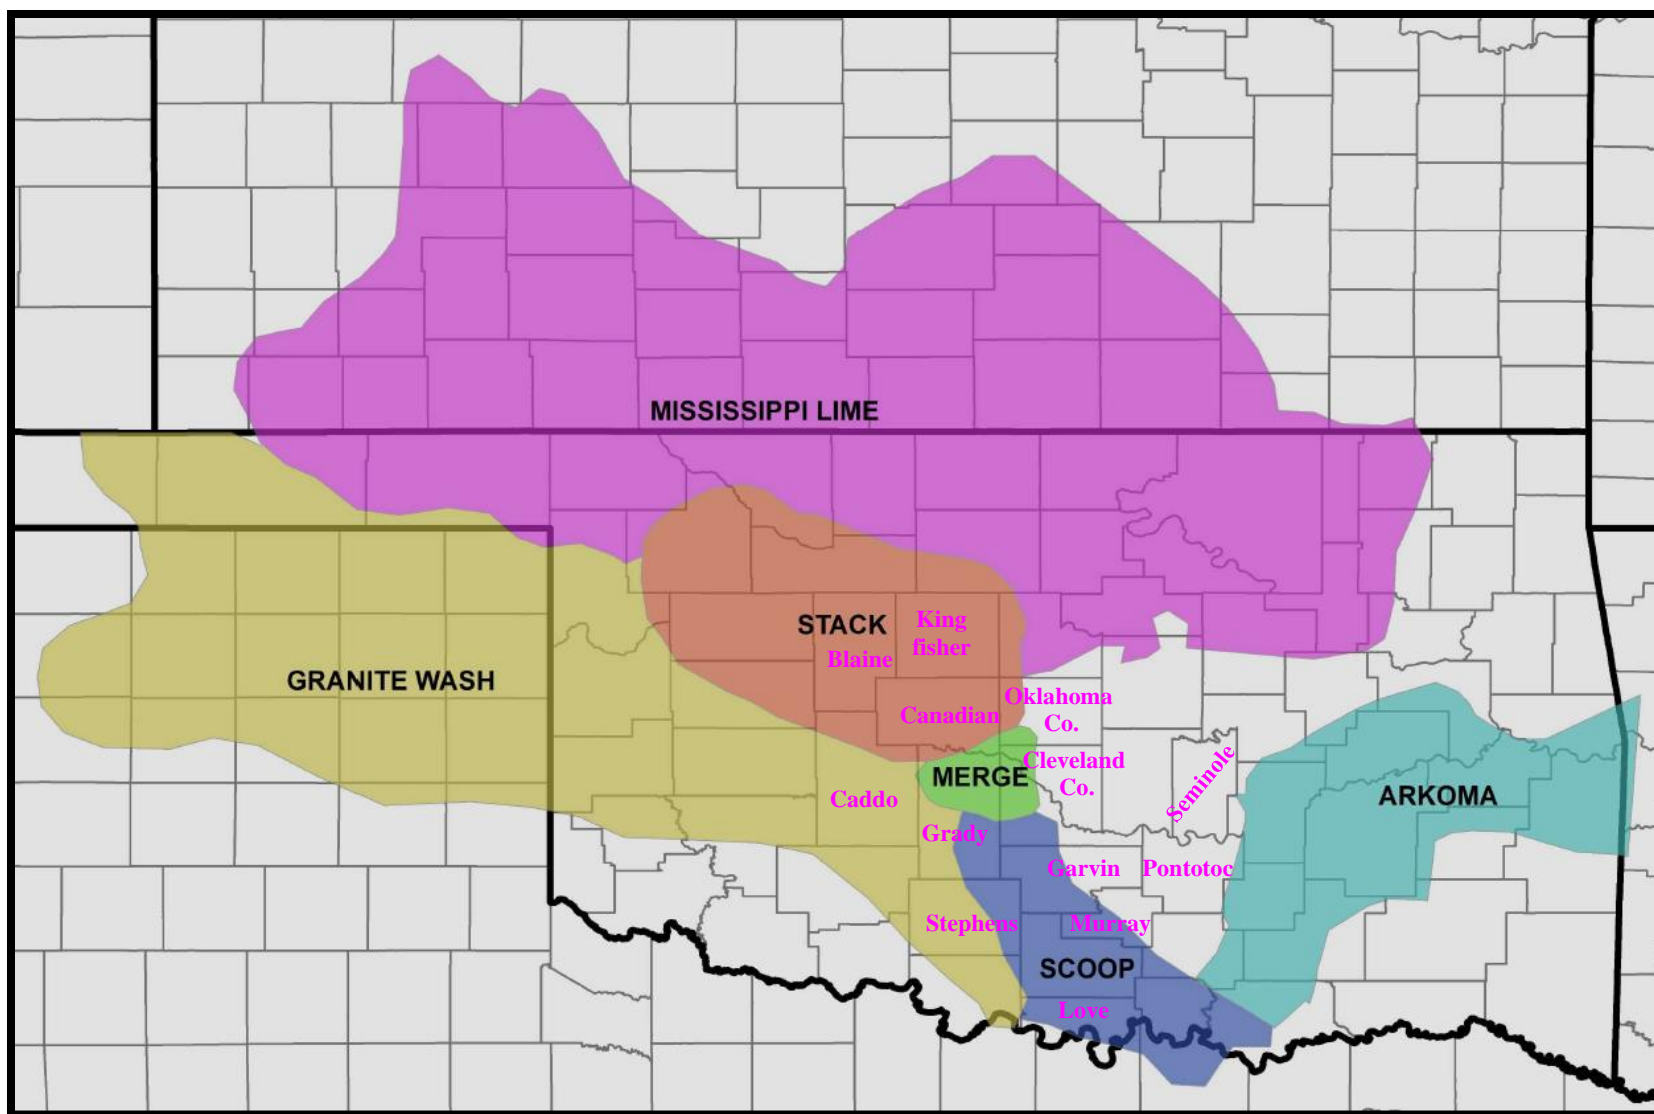 MISSISSIPPI LIME
King
STACK
fisher
Blaine
GRANITE WASH
Oklahoma
Canadian
Co.
Cleveland
MERGE
Co.
Seminole
ARKOMA
Caddo
Grady
Garvin
Pontotoc
Stephens
Murray
SCOOP
Love